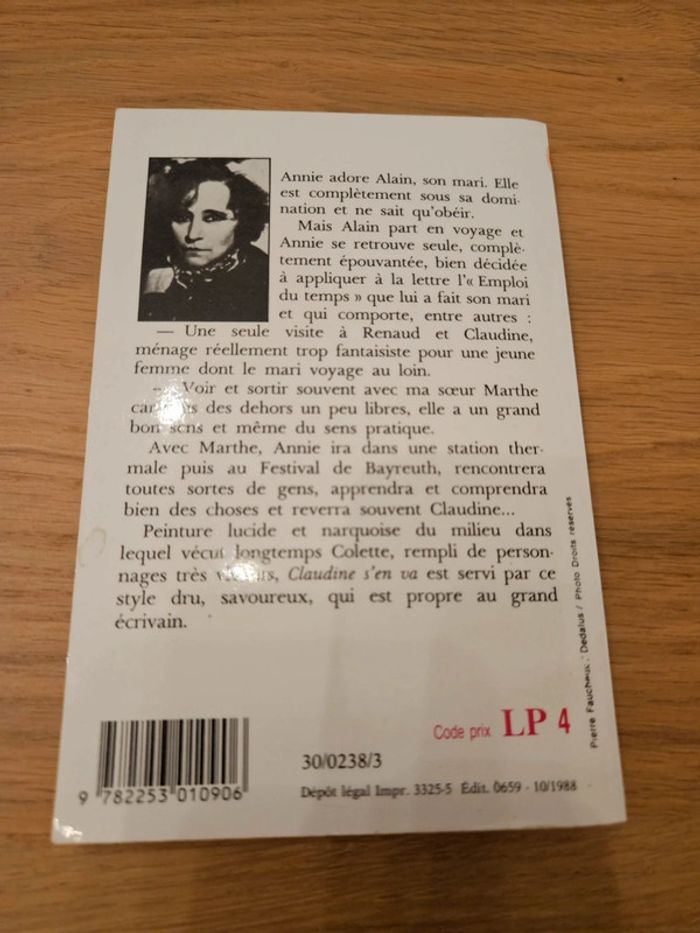 Annie adore Alain, son mari. Elle
est complètement sous sa domi-
nation et ne sait qu'obéir.
Mais Alain part en voyage et
Annie se retrouve seule, complè-
tement épouvantée, bien décidée
à appliquer à la lettre l'« Emploi
du temps » que lui a fait son mari
et qui comporte, entre autres :
— Une seule visite à Renaud et Claudine,
ménage réellement trop fantaisiste pour une jeune
femme dont le mari voyage au loin.
— Voir et sortir souvent avec ma sœur Marthe
car des dehors un peu libres, elle a un grand
bon sens et même du sens pratique.
Avec Marthe, Annie ira dans une station ther-
male puis au Festival de Bayreuth, rencontrera
toutes sortes de gens, apprendra et comprendra
bien des choses et reverra souvent Claudine...
Peinture lucide et narquoise du milieu dans
lequel vécut longtemps Colette, rempli de person-
nages très Claudine s'en va est servi par ce
style dru, savoureux, qui est propre au grand
écrivain.
Pierre Faucheux - Dedalus / Photo Droits réservés
Code prix LP 4
30/0238/3
9 782253 010906
Dépôt légal Impr. 3325-5 Édit. 0659 - 10/1988